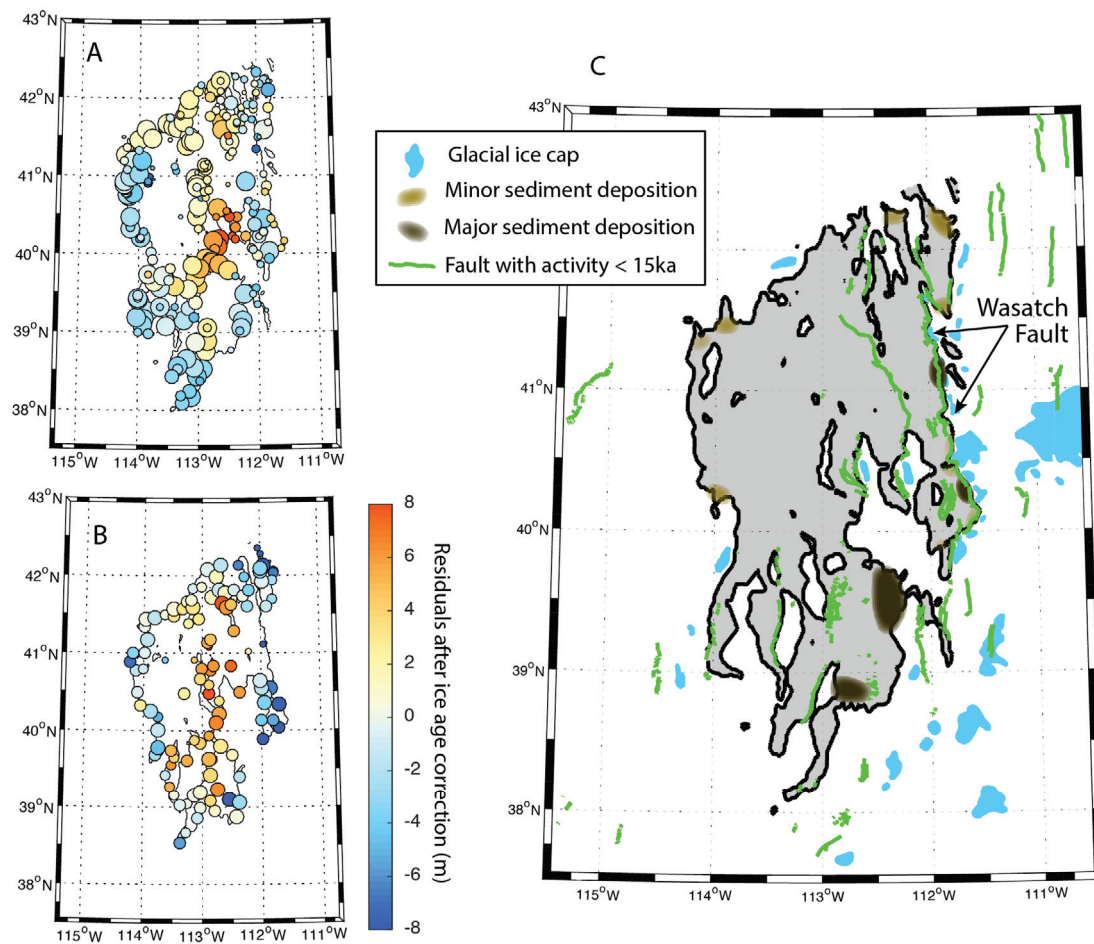 A
43°N
42°N
41°N
40°N
39°N
38°N
115°W 114°W 113°W 112°W 111°W
B
43°N
42°N
41°N
40°N
39°N
38°N
115°W 114°W 113°W 112°W 111°W
8
6
4
2
0
-2
-4
-6
-8
Residuals after ice age correction (m)
C
Glacial ice cap
Minor sediment deposition
Major sediment deposition
Fault with activity < 15ka
Wasatch
Fault
43°N
41°N
40°N
39°N
38°N
115°W 114°W 113°W 112°W 111°W